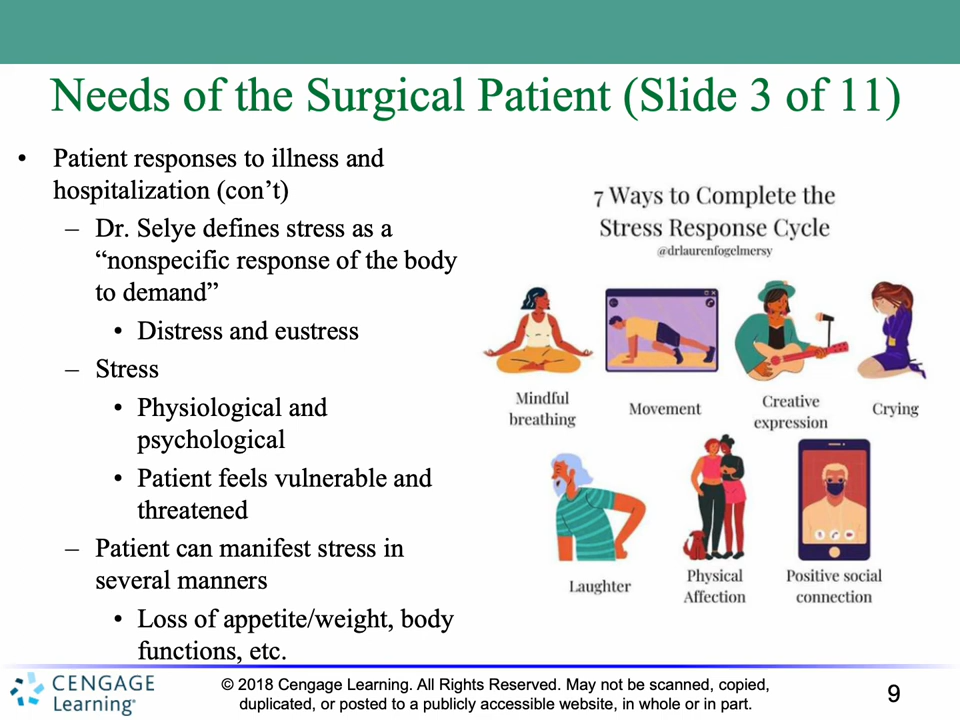 Needs of the Surgical Patient (Slide 3 of 11)
• Patient responses to illness and
hospitalization (con’t)
– Dr. Selye defines stress as a
“nonspecific response of the body
to demand”
• Distress and eustress
– Stress
• Physiological and
psychological
• Patient feels vulnerable and
threatened
– Patient can manifest stress in
several manners
• Loss of appetite/weight, body
functions, etc.
7 Ways to Complete the
Stress Response Cycle
@drlaurenfogelmersy
Mindful
breathing
Movement
Creative
expression
Crying
Laughter
Physical
Affection
Positive social
connection
CENGAGE
Learning®
© 2018 Cengage Learning. All Rights Reserved. May not be scanned, copied,
duplicated, or posted to a publicly accessible website, in whole or in part.
9